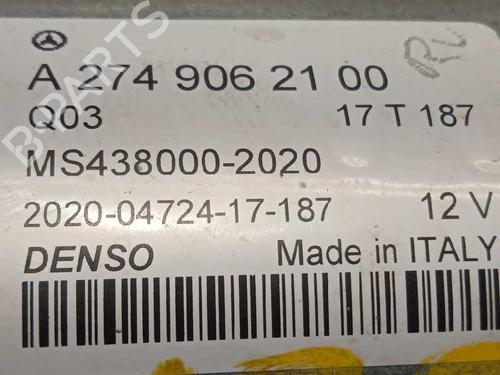 A 274 906 21 00
Q03 17 T 187
MS438000-2020
2020-04724-17-187 12 V
DENSO Made in ITALY